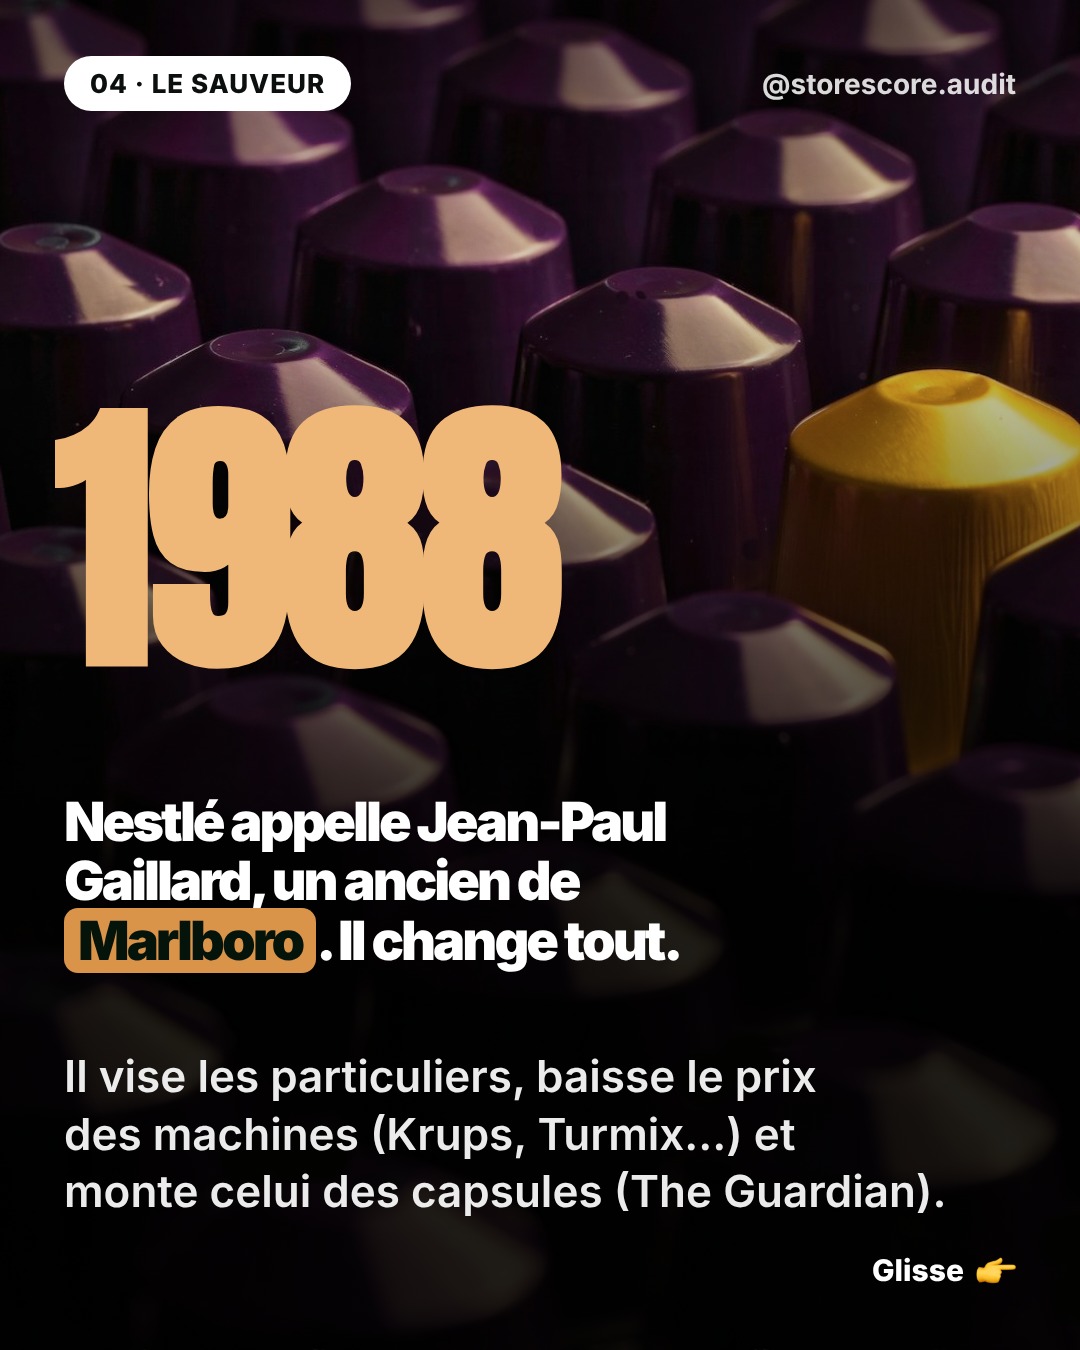 04 · LE SAUVEUR
@storescore.audit
1988
Nestlé appelle Jean-Paul
Gaillard, un ancien de
Marlboro. Il change tout.
Il vise les particuliers, baisse le prix
des machines (Krups, Turmix...) et
monte celui des capsules (The Guardian).
Glisse 👉